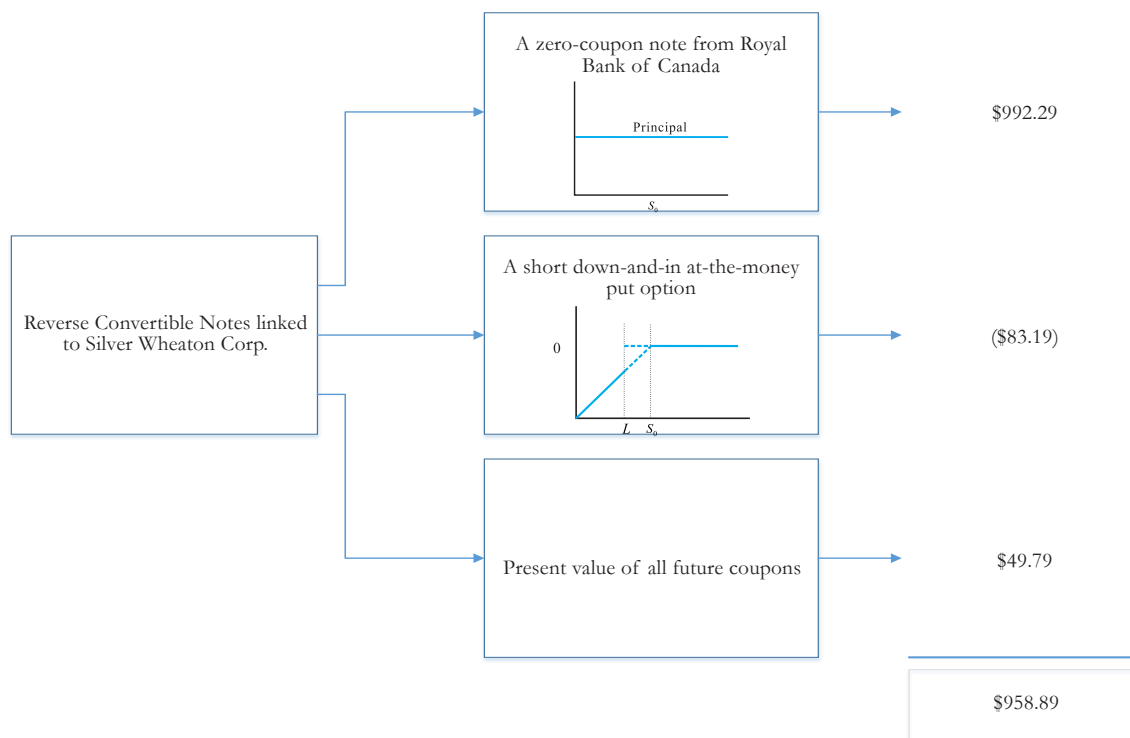 A zero-coupon note from Royal
Bank of Canada
Principal
S₀
$992.29
Reverse Convertible Notes linked
to Silver Wheaton Corp.
A short down-and-in at-the-money
put option
0
L S₀
($83.19)
Present value of all future coupons
$49.79
$958.89